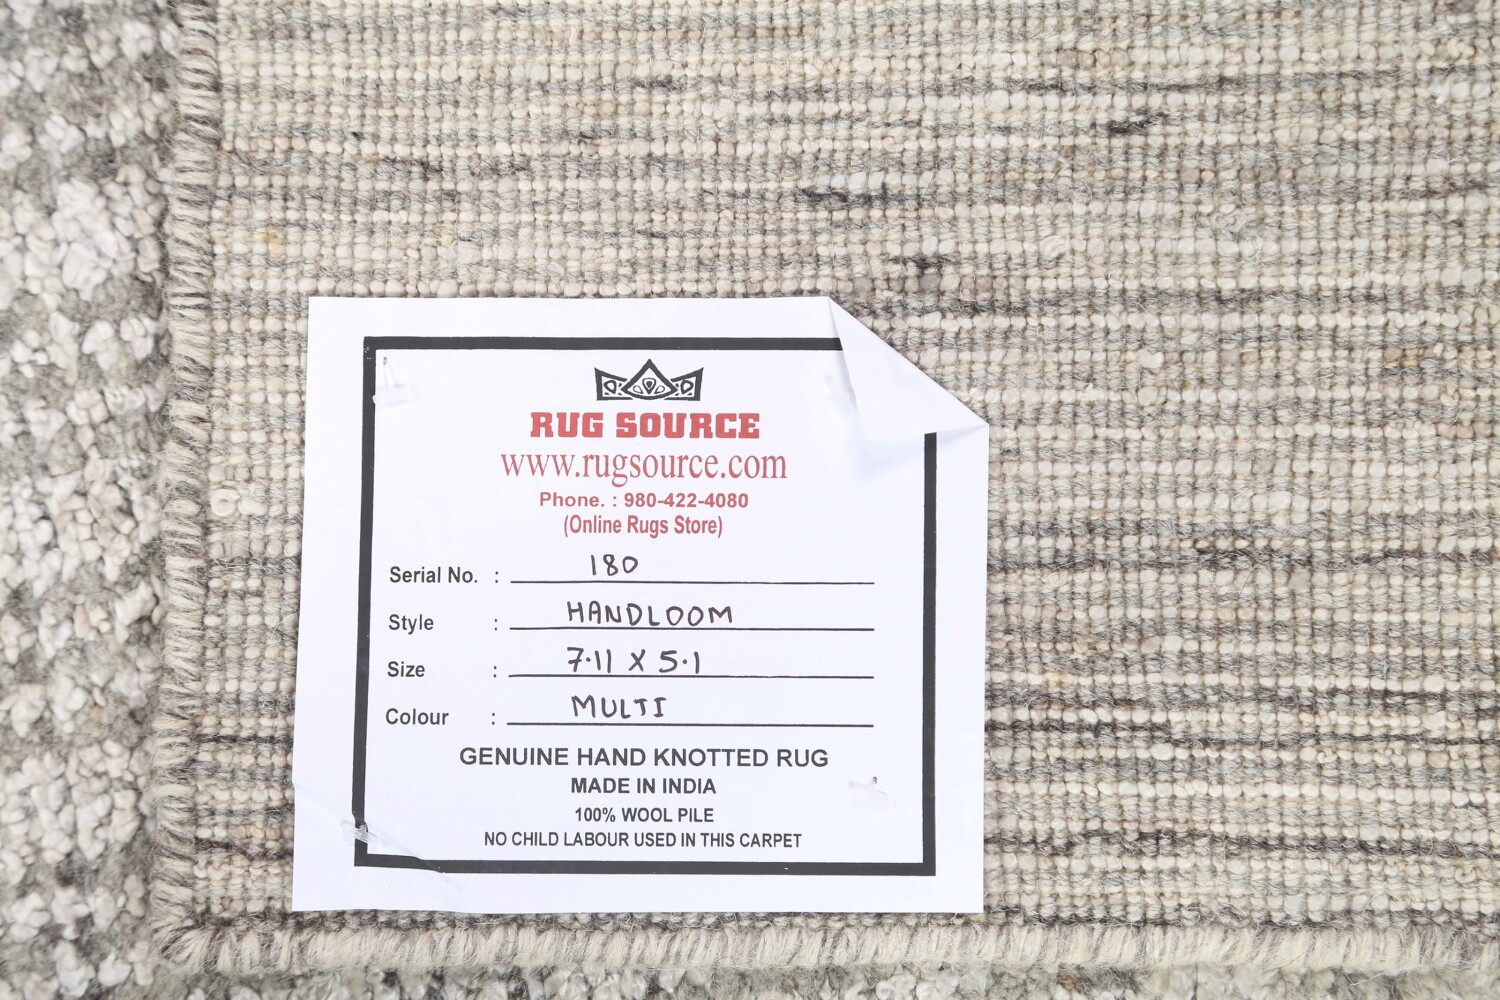 RUG SOURCE
www.rugsource.com
Phone. : 980-422-4080
(Online Rugs Store)
Serial No. : 180
Style : HANDLOOM
Size : 7.11 X 5.1
Colour : MULTI
GENUINE HAND KNOTTED RUG
MADE IN INDIA
100% WOOL PILE
NO CHILD LABOUR USED IN THIS CARPET